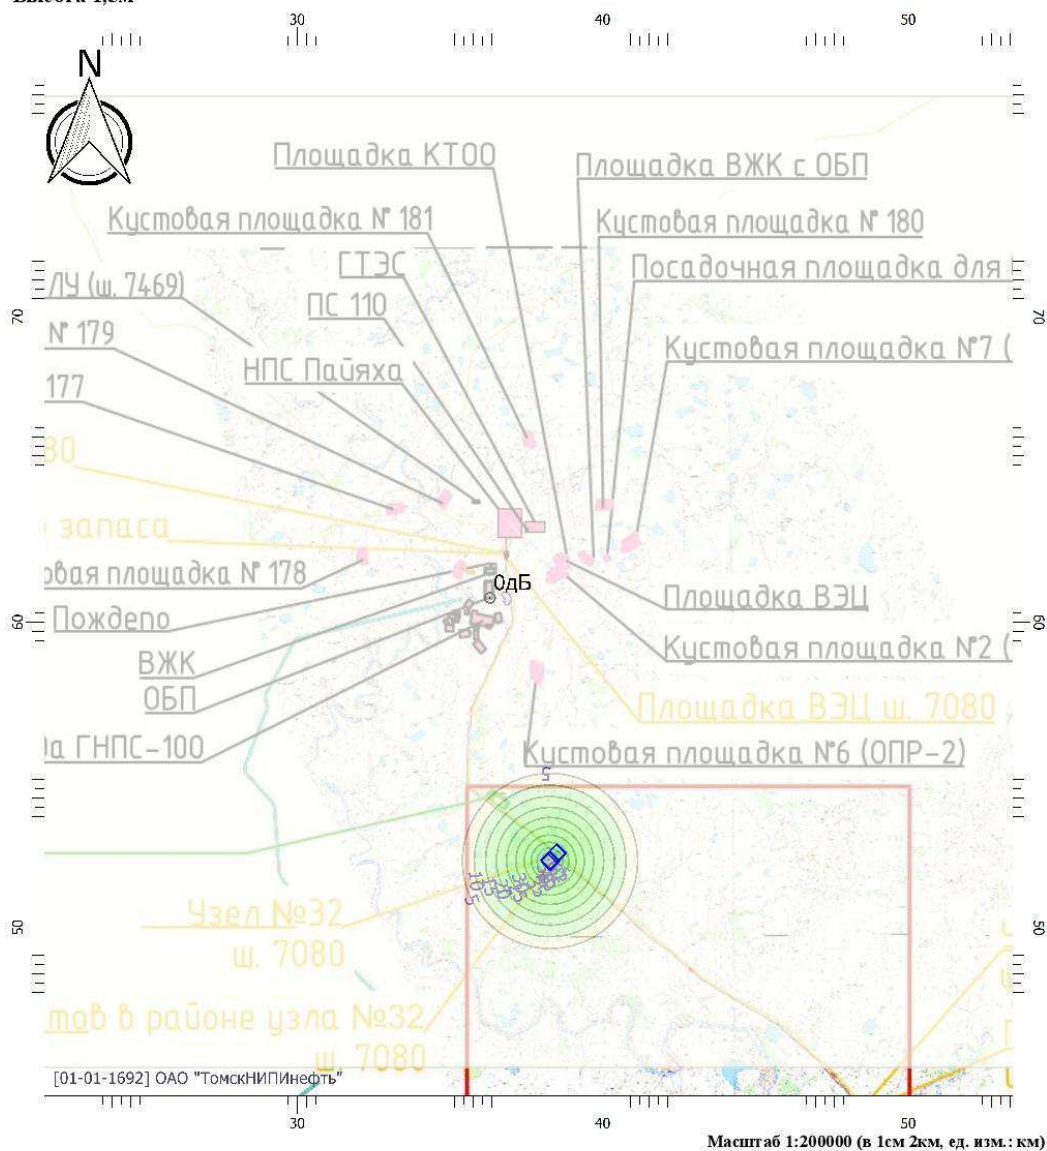 Высота 1,5м
30 40 50
N
Площадка КТОО
Площадка ВЖК с ОБП
Кустовая площадка № 181
Кустовая площадка № 180
ГТЭС
Посадочная площадка для
ЛУ (ш. 7469)
ПС 110
70
70
№ 179
Кустовая площадка №7 (
НПС Пайяха
177
80
запаса
площадка № 178
ОдБ
Площадка ВЭЦ
Пождепо
60
60
Кустовая площадка №2 (
ВЖК
ОБП
Площадка ВЭЦ ш. 7080
ГНПС-100
Кустовая площадка №6 (ОПР-2)
5
10 5
Узел №32
ш. 7080
50
50
в районе узла №32
ш. 7080
[01-01-1692] ОАО "ТомскНИПИнефть"
30 40 50
Масштаб 1:200000 (в 1см 2км, ед. изм.: км)